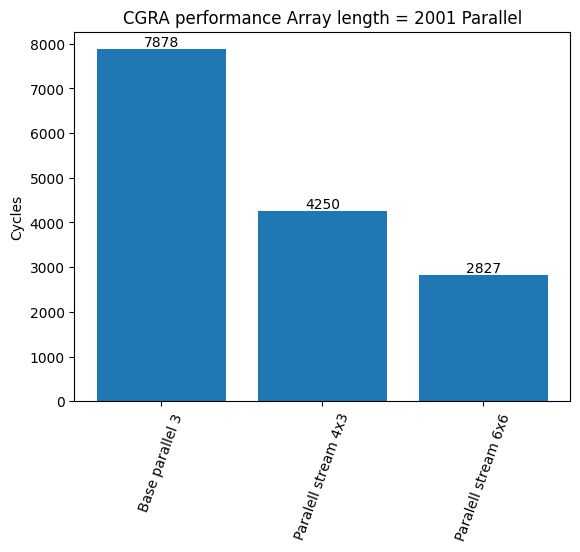 CGRA performance Array length = 2001 Parallel
Cycles
8000
7000
6000
5000
4000
3000
2000
1000
0
7878
4250
2827
Base parallel 3
Paralell stream 4x3
Paralell stream 6x6